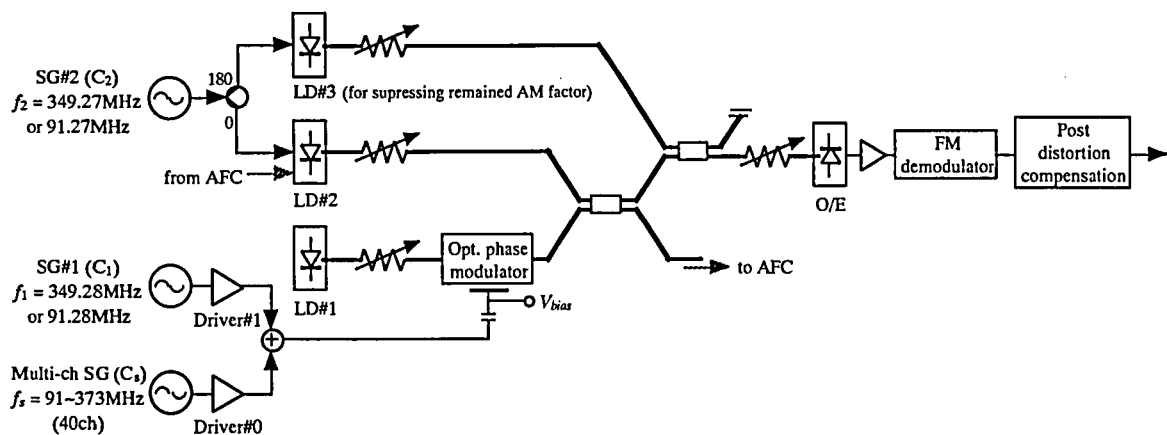 SG#2 (C2)
f2 = 349.27MHz
or 91.27MHz
180
0
LD#3 (for supressing remained AM factor)
from AFC
LD#2
SG#1 (C1)
f1 = 349.28MHz
or 91.28MHz
Driver#1
LD#1
Opt. phase
modulator
Vbias
to AFC
Multi-ch SG (Cs)
fs = 91~373MHz
(40ch)
Driver#0
+
O/E
FM
demodulator
Post
distortion
compensation